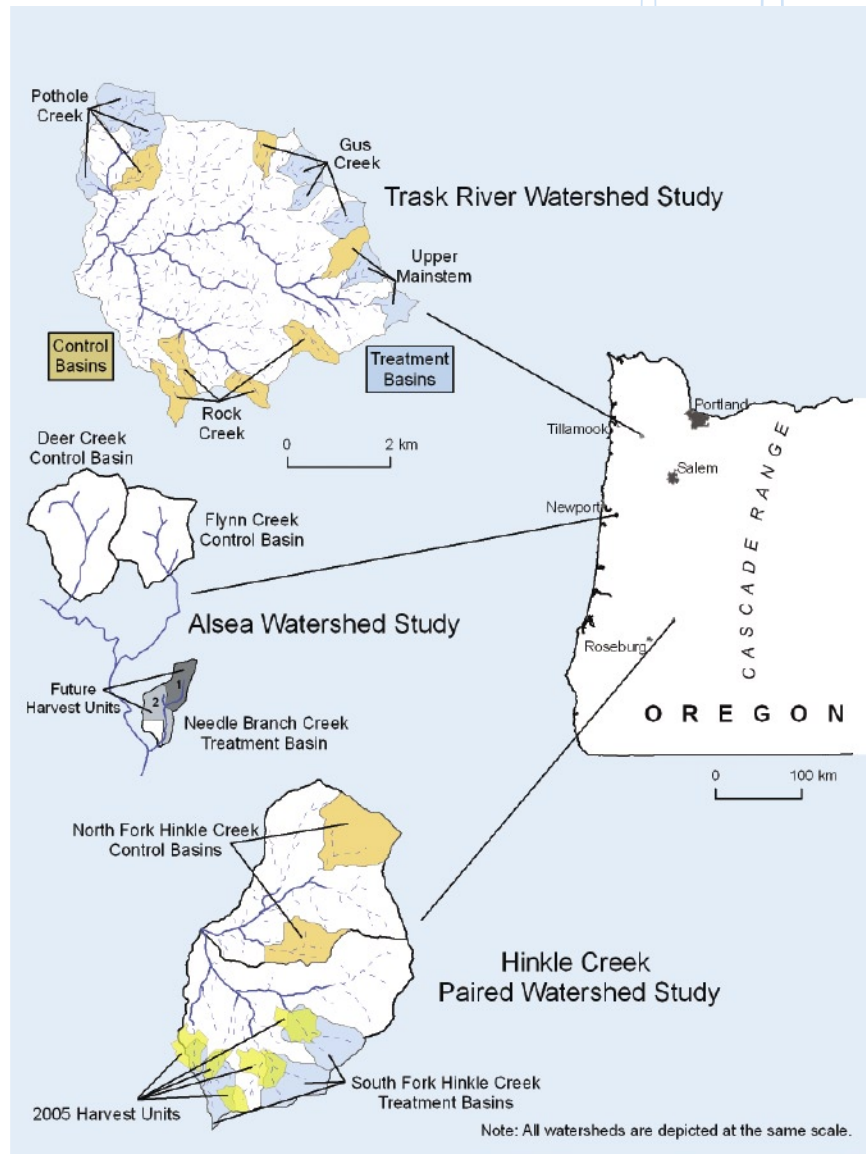 Pothole
Creek
Gus
Creek
Trask River Watershed Study
Upper
Mainstem
Control
Basins
Treatment
Basins
Rock
Creek
0 2 km
Portland
Tillamook
Salem
Newport
CASCADE RANGE
Roseburg
OREGON
0 100 km
Deer Creek
Control Basin
Flynn Creek
Control Basin
Alsea Watershed Study
Future
Harvest Units
1
2
Needle Branch Creek
Treatment Basin
North Fork Hinkle Creek
Control Basins
Hinkle Creek
Paired Watershed Study
2005 Harvest Units
South Fork Hinkle Creek
Treatment Basins
Note: All watersheds are depicted at the same scale.